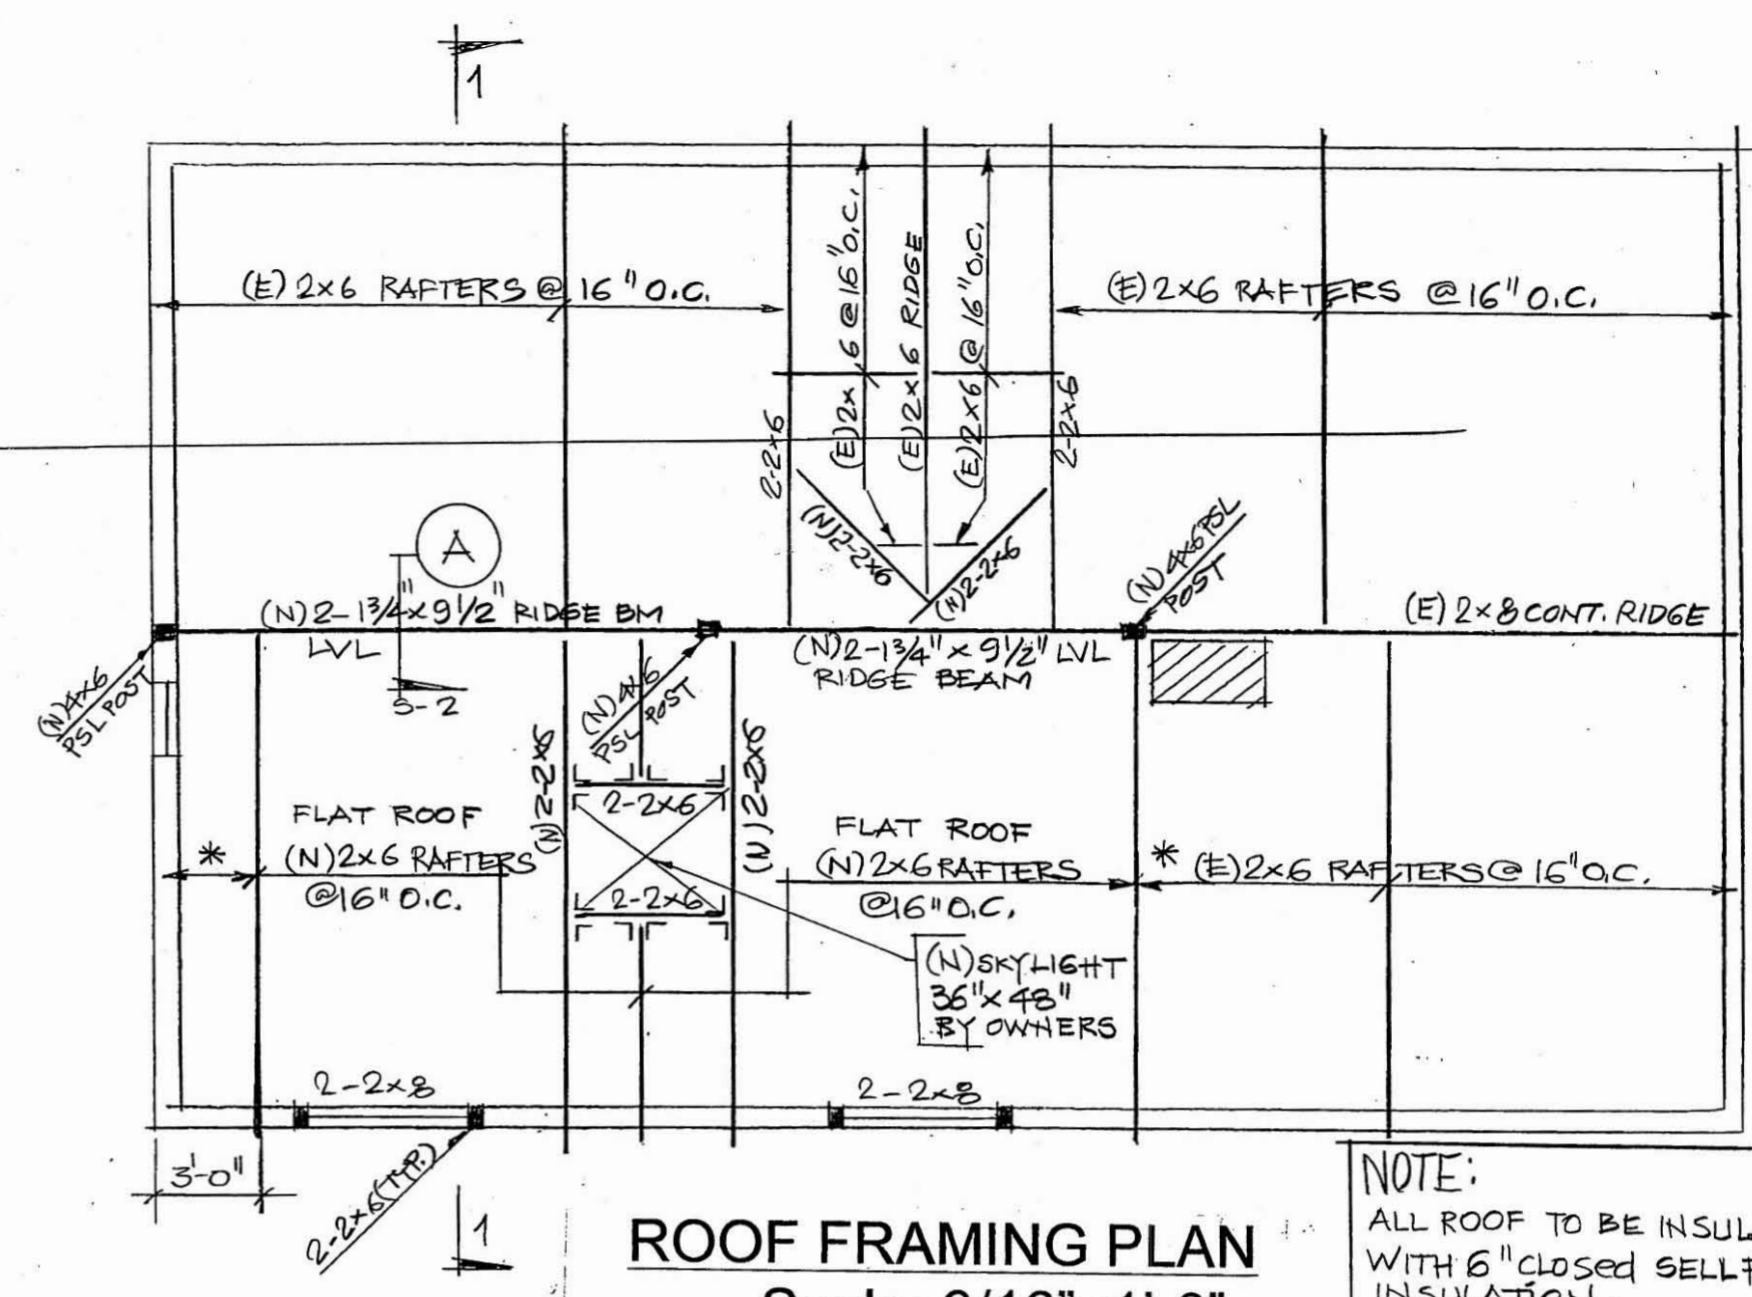 1
(E) 2x6 RAFTERS @ 16" O.C.
(E) 2x6 @ 16" O.C.
(E) 2x6 RIDGE
(E) 2x6 @ 16" O.C.
(E) 2x6 RAFTERS @ 16" O.C.
2-2x6
2-2x6
(N) 2-2x6
(N) 2-2x6
A
S-2
(N) 2-1 3/4" x 9 1/2" RIDGE BM
LVL
(N) 4x6 PSL
POST
(E) 2x8 CONT. RIDGE
(N) 2-1 3/4" x 9 1/2" LVL
RIDGE BEAM
(N) 4x6
PSL POST
(N) 4x6
PSL POST
(N) 2-2x6
(N) 2-2x6
2-2x6
2-2x6
FLAT ROOF
(N) 2x6 RAFTERS
@ 16" O.C.
*
FLAT ROOF
(N) 2x6 RAFTERS
@ 16" O.C.
* (E) 2x6 RAFTERS @ 16" O.C.
(N) SKYLIGHT
36" x 48"
BY OWNERS
2-2x8
2-2x8
3'-0"
2-2x6 (TYP.)
1
ROOF FRAMING PLAN
NOTE:
ALL ROOF TO BE INSUL
WITH 6" CLOSED SELL
INSULATION